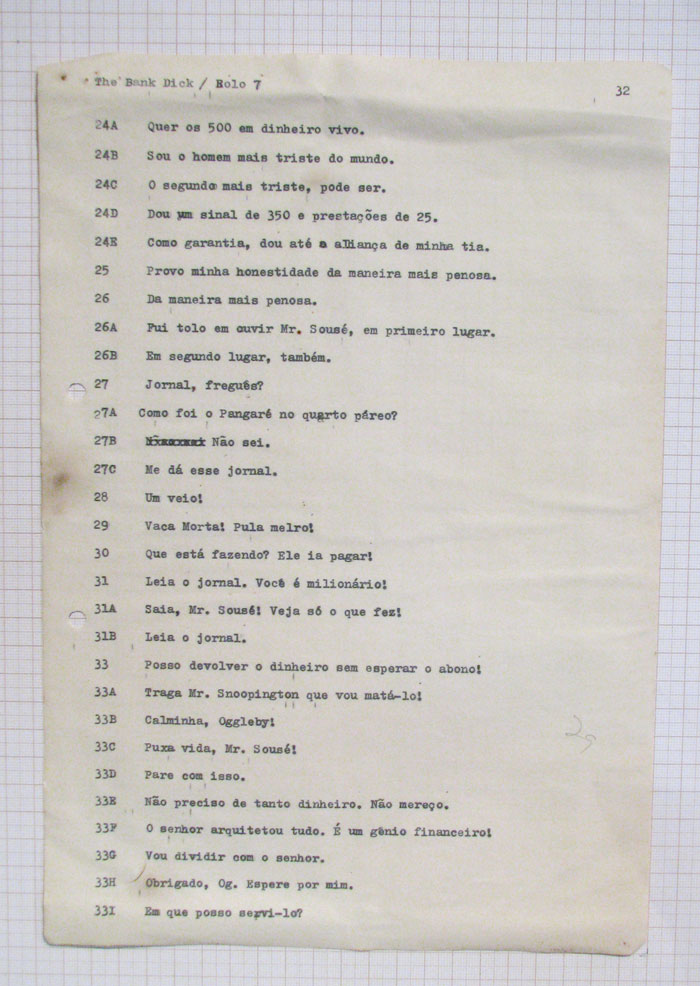 The Bank Dick / Rolo 7
32
24A Quer os 500 em dinheiro vivo.
24B Sou o homem mais triste do mundo.
24C O segundo mais triste, pode ser.
24D Dou um sinal de 350 e prestações de 25.
24E Como garantia, dou até a aliança de minha tia.
25 Provo minha honestidade da maneira mais penosa.
26 Da maneira mais penosa.
26A Fui tolo em ouvir Mr. Sousé, em primeiro lugar.
26B Em segundo lugar, também.
27 Jornal, freguês?
27A Como foi o Pangaré no quarto páreo?
27B Não sei.
27C Me dá esse jornal.
28 Um veio!
29 Vaca Morta! Pula melro!
30 Que está fazendo? Ele ia pagar!
31 Leia o jornal. Você é milionário!
31A Saia, Mr. Sousé! Veja só o que fez!
31B Leia o jornal.
33 Posso devolver o dinheiro sem esperar o abono!
33A Traga Mr. Snoopington que vou matá-lo!
33B Calminha, Oggleby!
33C Puxa vida, Mr. Sousé!
33D Pare com isso.
33E Não preciso de tanto dinheiro. Não mereço.
33F O senhor arquitetou tudo. É um gênio financeiro!
33G Vou dividir com o senhor.
33H Obrigado, Og. Espere por mim.
33I Em que posso servi-lo?